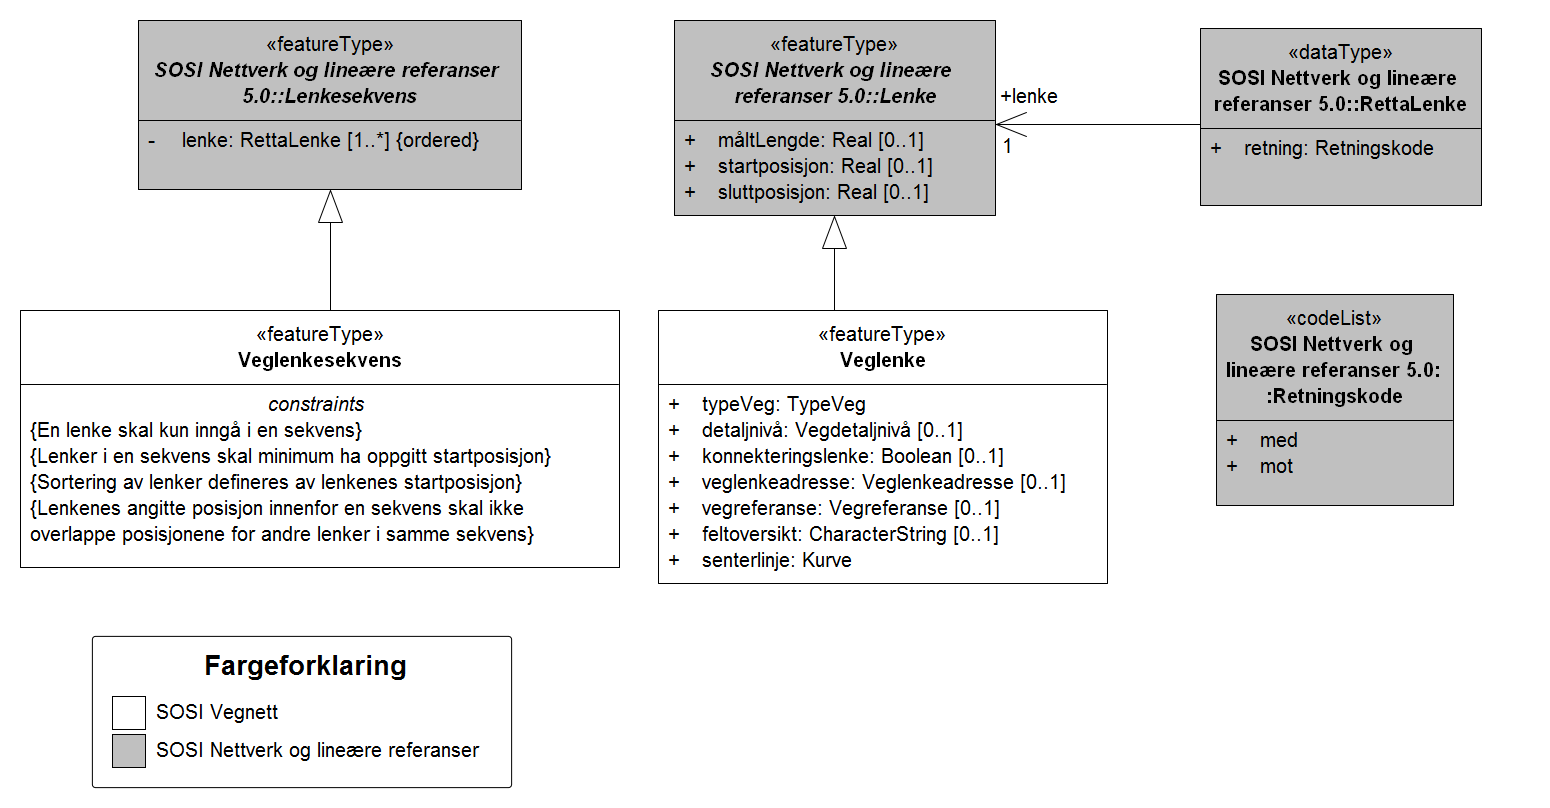 «featureType»
SOSI Nettverk og lineære referanser
5.0::Lenkesekvens
- lenke: RettaLenke [1..*] {ordered}
«featureType»
SOSI Nettverk og lineære
referanser 5.0::Lenke
+ måltLengde: Real [0..1]
+ startposisjon: Real [0..1]
+ sluttposisjon: Real [0..1]
+lenke
1
«dataType»
SOSI Nettverk og lineære
referanser 5.0::RettaLenke
+ retning: Retningskode
«featureType»
Veglenkesekvens
constraints
{En lenke skal kun inngå i en sekvens}
{Lenker i en sekvens skal minimum ha oppgitt startposisjon}
{Sortering av lenker defineres av lenkenes startposisjon}
{Lenkenes angitte posisjon innenfor en sekvens skal ikke
overlappe posisjonene for andre lenker i samme sekvens}
«featureType»
Veglenke
+ typeVeg: TypeVeg
+ detaljnivå: Vegdetaljnivå [0..1]
+ konnekteringslenke: Boolean [0..1]
+ veglenkeadresse: Veglenkeadresse [0..1]
+ vegreferanse: Vegreferanse [0..1]
+ feltoversikt: CharacterString [0..1]
+ senterlinje: Kurve
«codeList»
SOSI Nettverk og
lineære referanser 5.0:
:Retningskode
+ med
+ mot
Fargeforklaring
SOSI Vegnett
SOSI Nettverk og lineære referanser